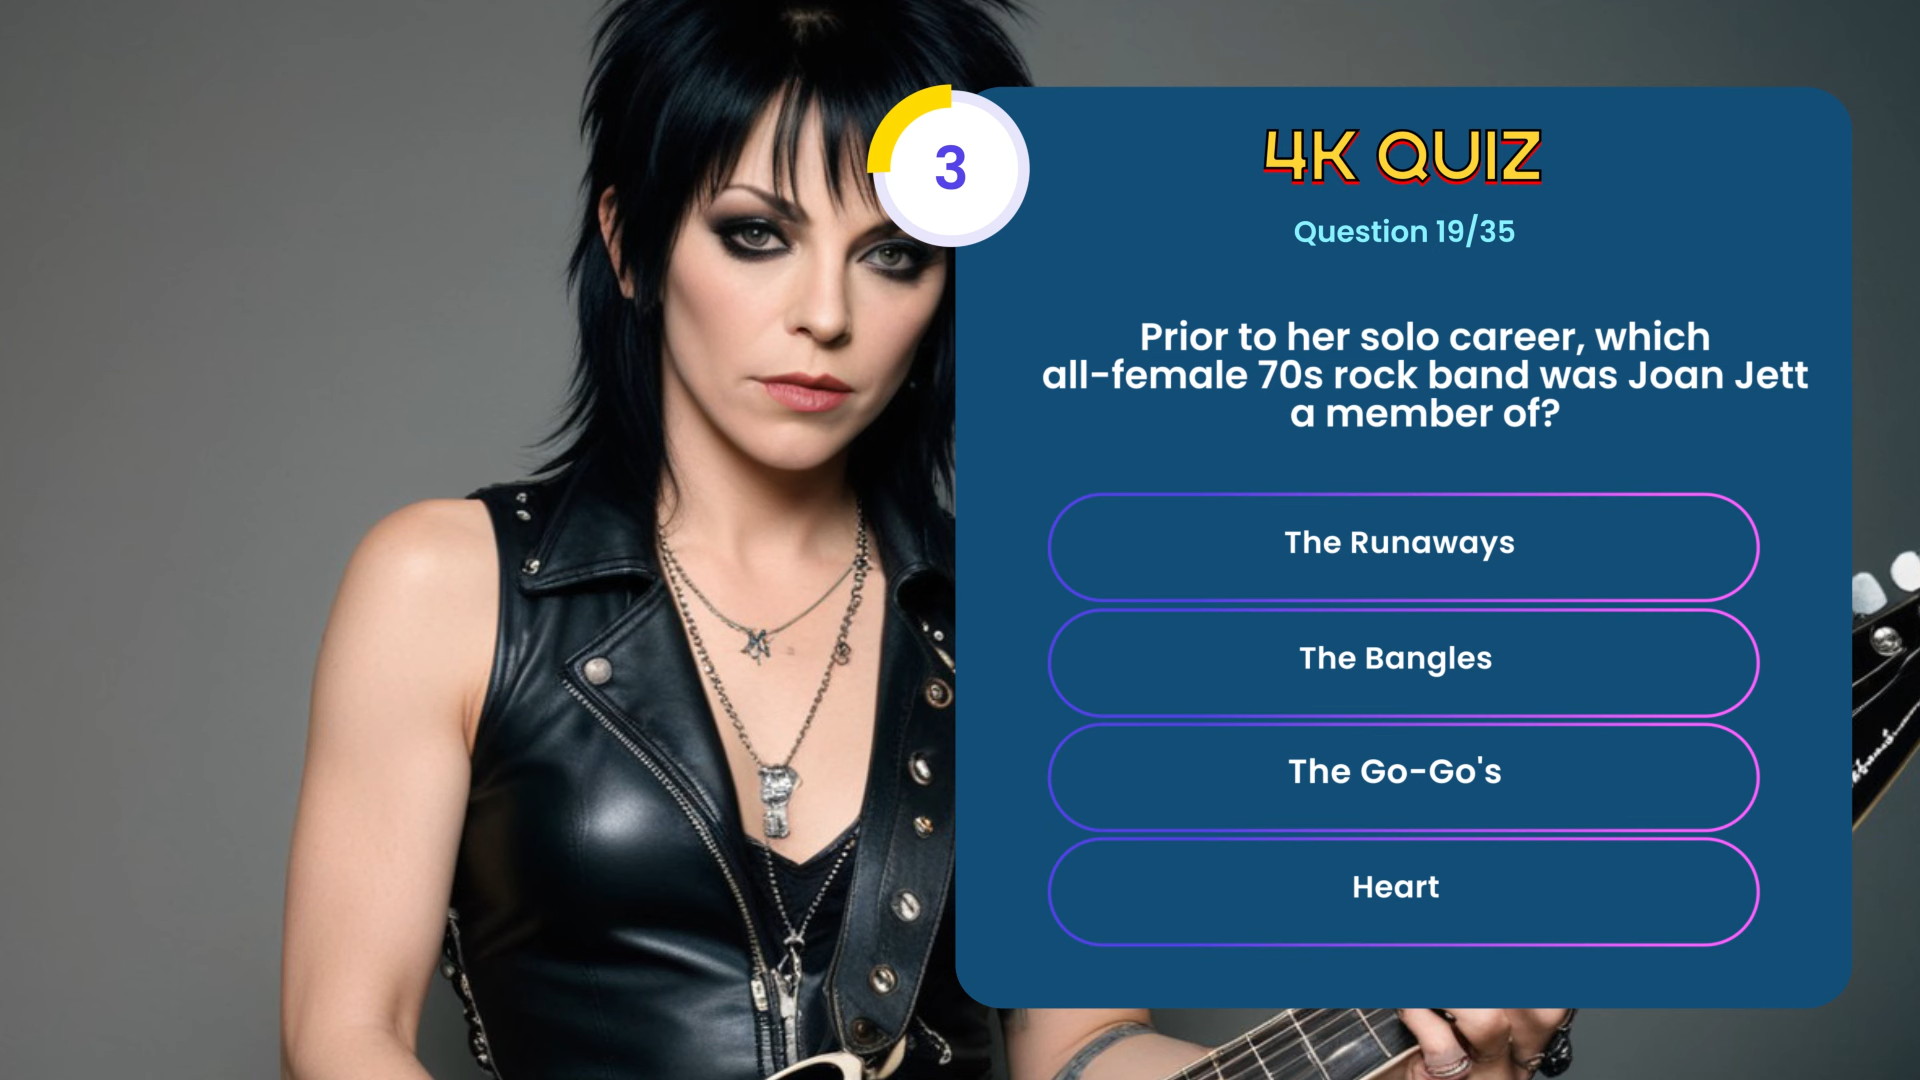 3
4K QUIZ
Question 19/35
Prior to her solo career, which
all-female 70s rock band was Joan Jett
a member of?
The Runaways
The Bangles
The Go-Go's
Heart